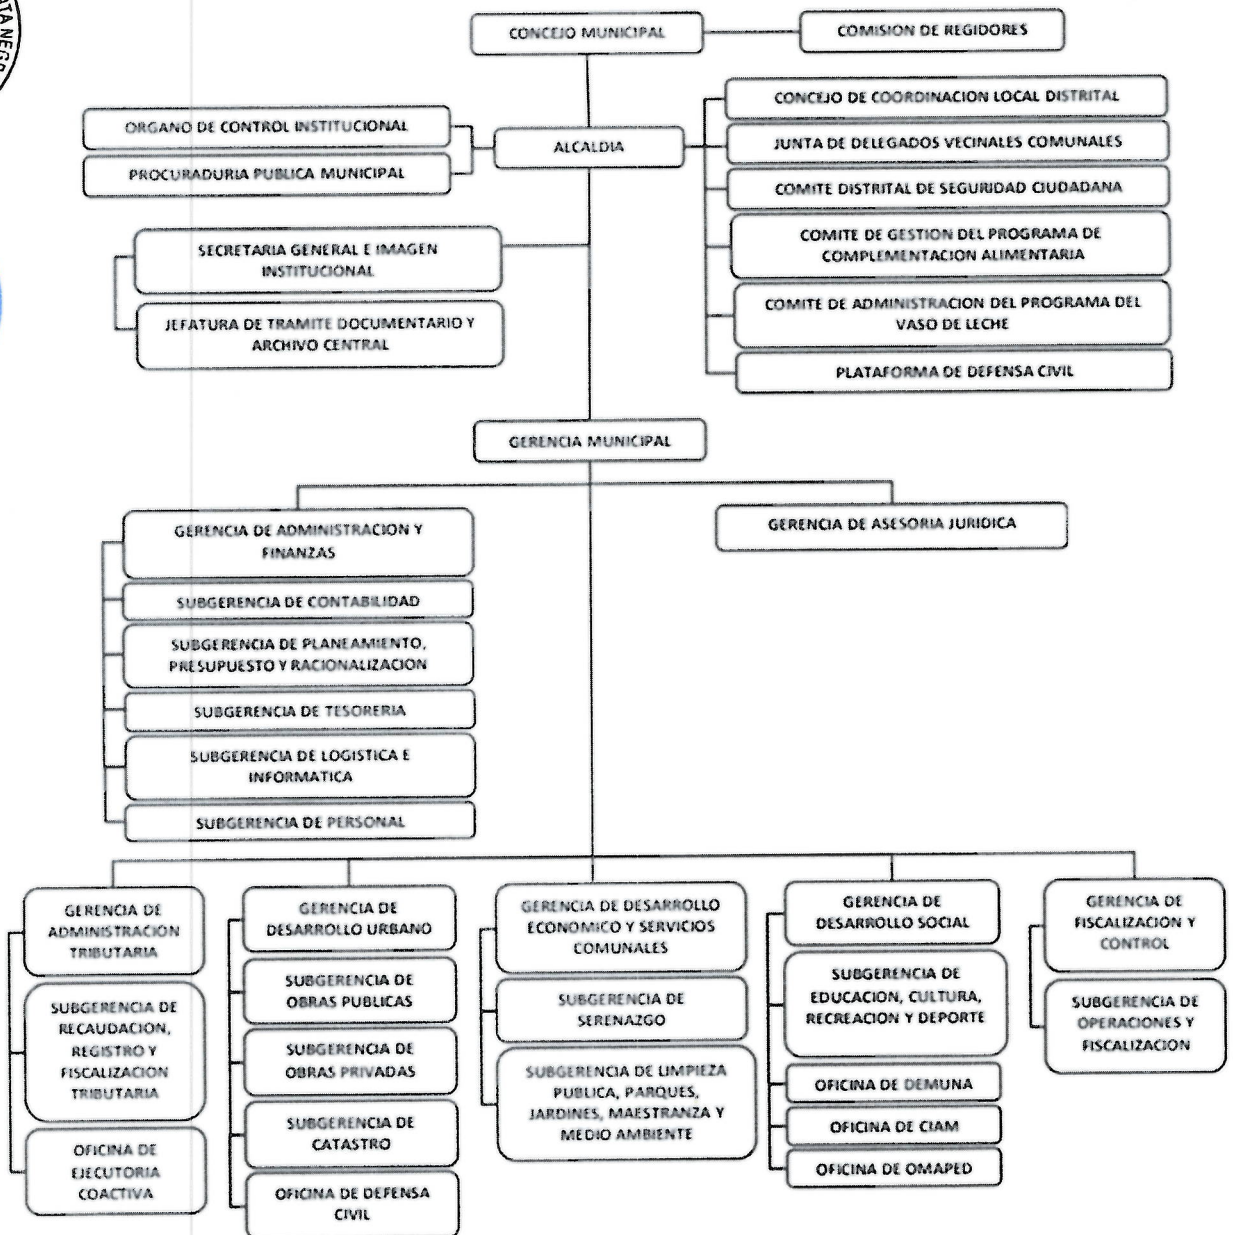 ATA NEGR
CONCEJO MUNICIPAL
COMISION DE REGIDORES
CONCEJO DE COORDINACION LOCAL DISTRITAL
ORGANO DE CONTROL INSTITUCIONAL
ALCALDIA
JUNTA DE DELEGADOS VECINALES COMUNALES
PROCURADURIA PUBLICA MUNICIPAL
COMITE DISTRITAL DE SEGURIDAD CIUDADANA
COMITE DE GESTION DEL PROGRAMA DE
COMPLEMENTACION ALIMENTARIA
SECRETARIA GENERAL E IMAGEN
INSTITUCIONAL
COMITE DE ADMINISTRACION DEL PROGRAMA DEL
VASO DE LECHE
JEFATURA DE TRAMITE DOCUMENTARIO Y
ARCHIVO CENTRAL
PLATAFORMA DE DEFENSA CIVIL
GERENCIA MUNICIPAL
GERENCIA DE ADMINISTRACION Y
FINANZAS
GERENCIA DE ASESORIA JURIDICA
SUBGERENCIA DE CONTABILIDAD
SUBGERENCIA DE PLANEAMIENTO,
PRESUPUESTO Y RACIONALIZACION
SUBGERENCIA DE TESORERIA
SUBGERENCIA DE LOGISTICA E
INFORMATICA
SUBGERENCIA DE PERSONAL
GERENCIA DE
ADMINISTRACION
TRIBUTARIA
SUBGERENCIA DE
RECAUDACION,
REGISTRO Y
FISCALIZACION
TRIBUTARIA
OFICINA DE
EJECUTORIA
COACTIVA
GERENCIA DE
DESARROLLO URBANO
SUBGERENCIA DE
OBRAS PUBLICAS
SUBGERENCIA DE
OBRAS PRIVADAS
SUBGERENCIA DE
CATASTRO
OFICINA DE DEFENSA
CIVIL
GERENCIA DE DESARROLLO
ECONOMICO Y SERVICIOS
COMUNALES
SUBGERENCIA DE
SERENAZGO
SUBGERENCIA DE LIMPIEZA
PUBLICA, PARQUES,
JARDINES, MAESTRANZA Y
MEDIO AMBIENTE
GERENCIA DE
DESARROLLO SOCIAL
SUBGERENCIA DE
EDUCACION, CULTURA,
RECREACION Y DEPORTE
OFICINA DE DEMUNA
OFICINA DE CIAM
OFICINA DE OMAPED
GERENCIA DE
FISCALIZACION Y
CONTROL
SUBGERENCIA DE
OPERACIONES Y
FISCALIZACION